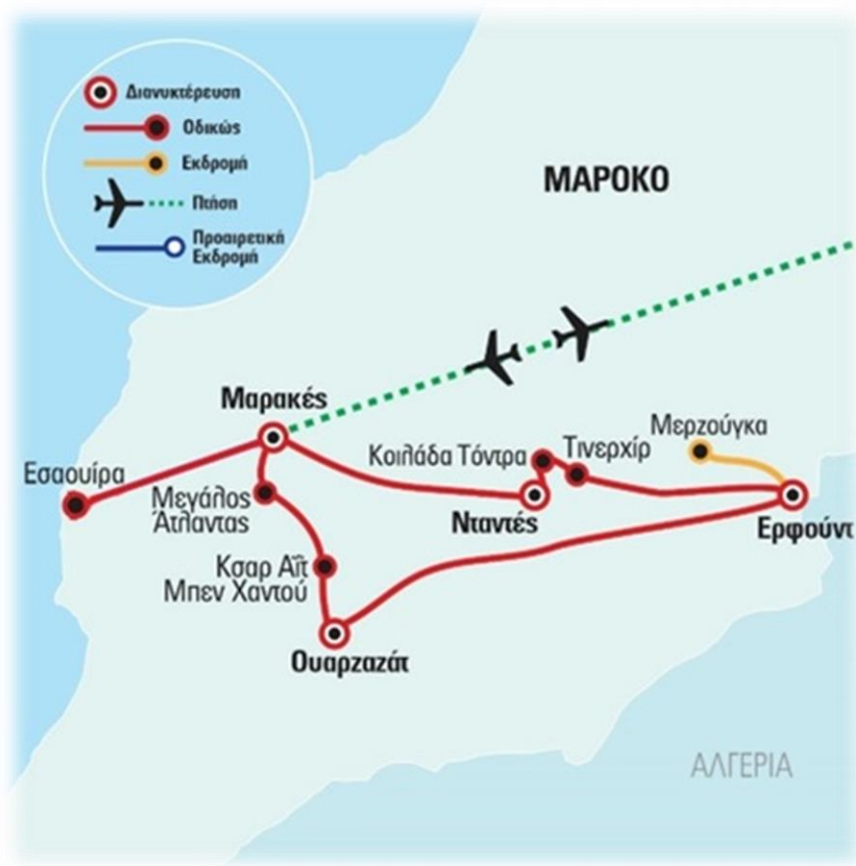 Διανυκτέρευση
Οδικώς
Εκδρομή
Πτήση
Προαιρετική
Εκδρομή
ΜΑΡΟΚΟ
Μαρακές
Εσαουίρα
Μεγάλος
Άτλαντας
Κοιλάδα Τόντρα
Τινερχίρ
Μερζούγκα
Νταντές
Ερφούντ
Κσαρ Αΐτ
Μπεν Χαντού
Ουαρζαζάτ
ΑΛΓΕΡΙΑ